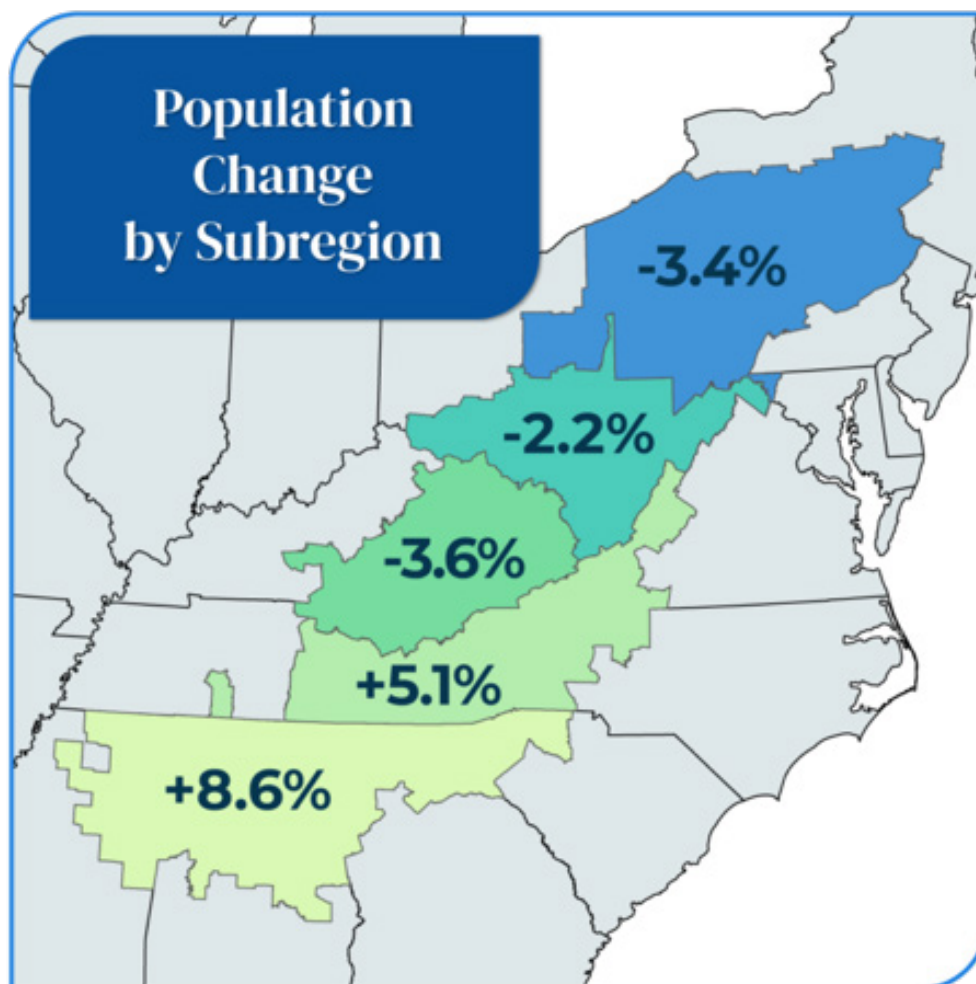 Population
Change
by Subregion
-3.4%
-2.2%
-3.6%
+5.1%
+8.6%